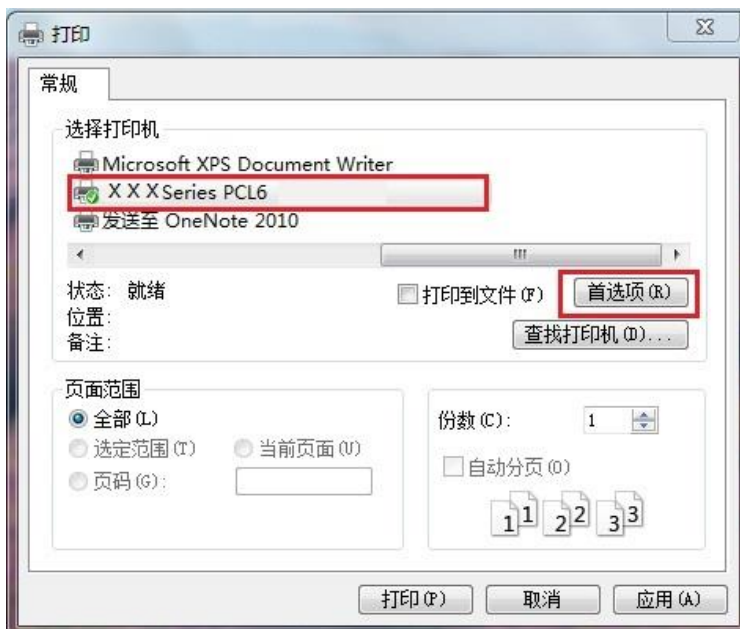 打印
常规
选择打印机
Microsoft XPS Document Writer
X X X Series PCL6
发送至 OneNote 2010
状态: 就绪
打印到文件(F)
首选项(R)
位置:
备注:
查找打印机(D)...
页面范围
全部(L)
选定范围(T)
当前页面(U)
页码(G):
份数(C):
1
自动分页(O)
1 1 2 2 3 3
打印(P)
取消
应用(A)